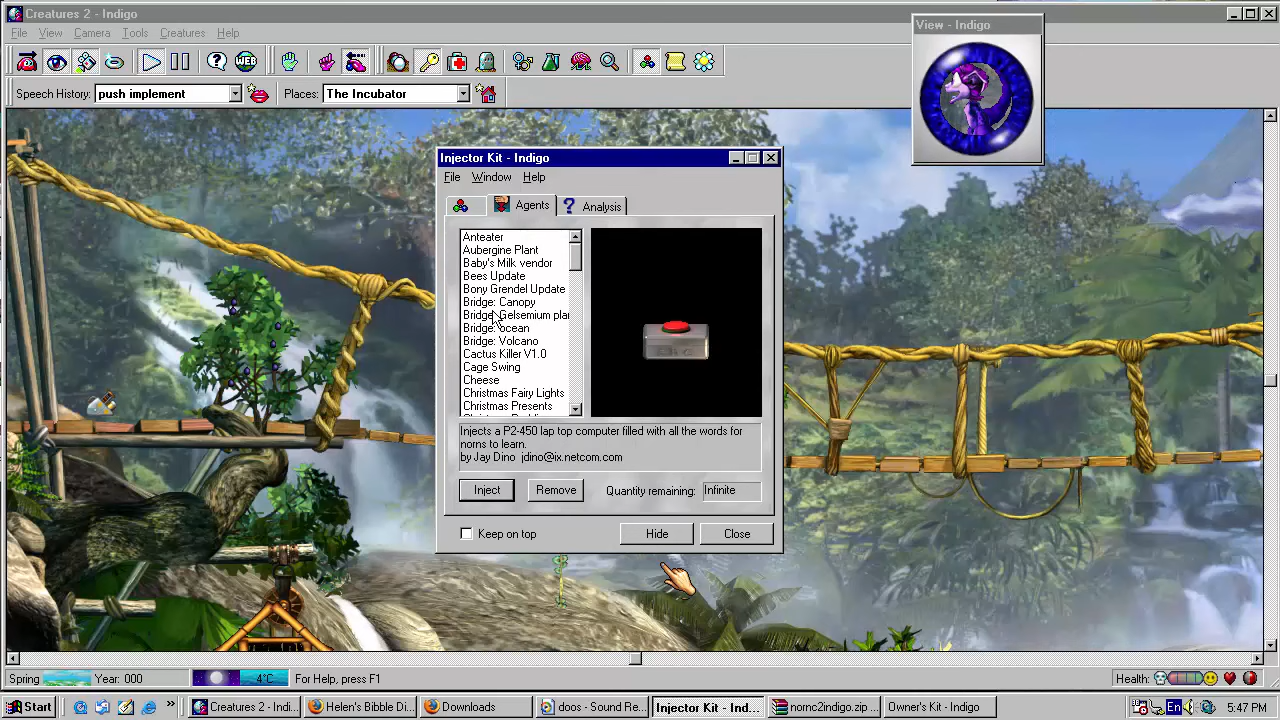 Creatures 2 - Indigo
File View Camera Tools Creatures Help
View - Indigo
Speech History: push implement Places: The Incubator
Injector Kit - Indigo
File Window Help
Agents Analysis
Anteater
Aubergine Plant
Baby's Milk vendor
Bees Update
Bony Grendel Update
Bridge: Canopy
Bridge: Gelsemium plan
Bridge: ocean
Bridge: Volcano
Cactus Killer V1.0
Cage Swing
Cheese
Christmas Fairy Lights
Christmas Presents
Injects a P2-450 lap top computer filled with all the words for
norns to learn.
by Jay Dino jdino@ix.netcom.com
Inject Remove Quantity remaining: Infinite
Keep on top Hide Close
Spring Year: 000 4°C For Help, press F1 Health:
Start Creatures 2 - Indi... Helen's Bibble Di... Downloads doos - Sound Re... Injector Kit - Ind... Owner's Kit - Indigo En 5:47 PM